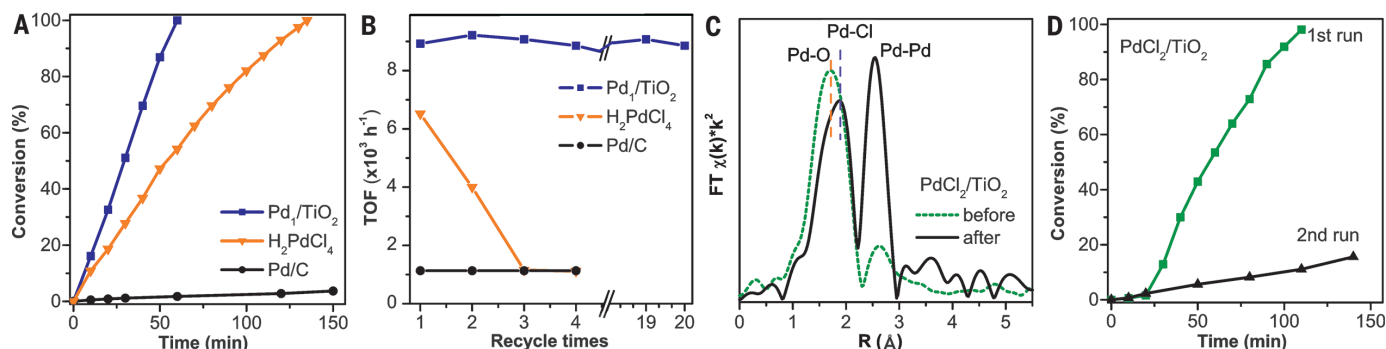 A
Conversion (%)
100
80
60
40
20
0
Pd₁/TiO₂
H₂PdCl₄
Pd/C
0 50 100 150
Time (min)
B
TOF (x10³ h⁻¹)
9
6
3
0
Pd₁/TiO₂
H₂PdCl₄
Pd/C
1 2 3 4 19 20
Recycle times
C
Pd-Cl
Pd-O
Pd-Pd
FT χ(k)*k²
PdCl₂/TiO₂
before
after
0 1 2 3 4 5
R (Å)
D
PdCl₂/TiO₂
1st run
2nd run
Conversion (%)
100
80
60
40
20
0
0 50 100 150
Time (min)